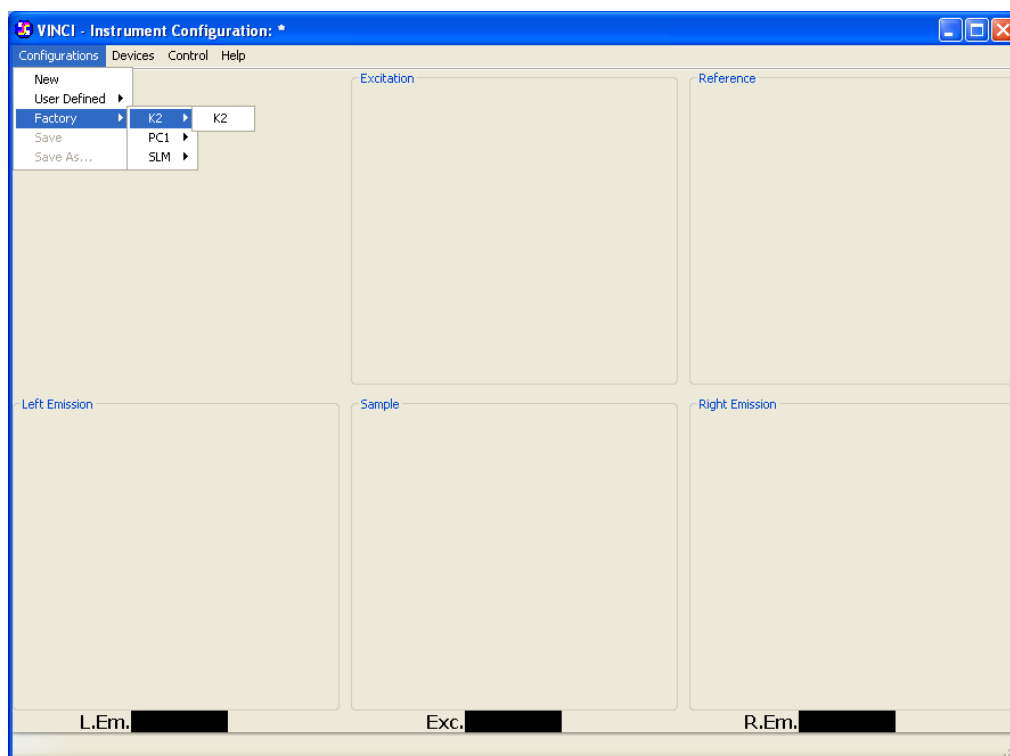 VINCI - Instrument Configuration: *
Configurations Devices Control Help
New
User Defined
Factory
Save
Save As...
K2
PC1
SLM
K2
Excitation
Reference
Left Emission
Sample
Right Emission
L.Em.
Exc.
R.Em.